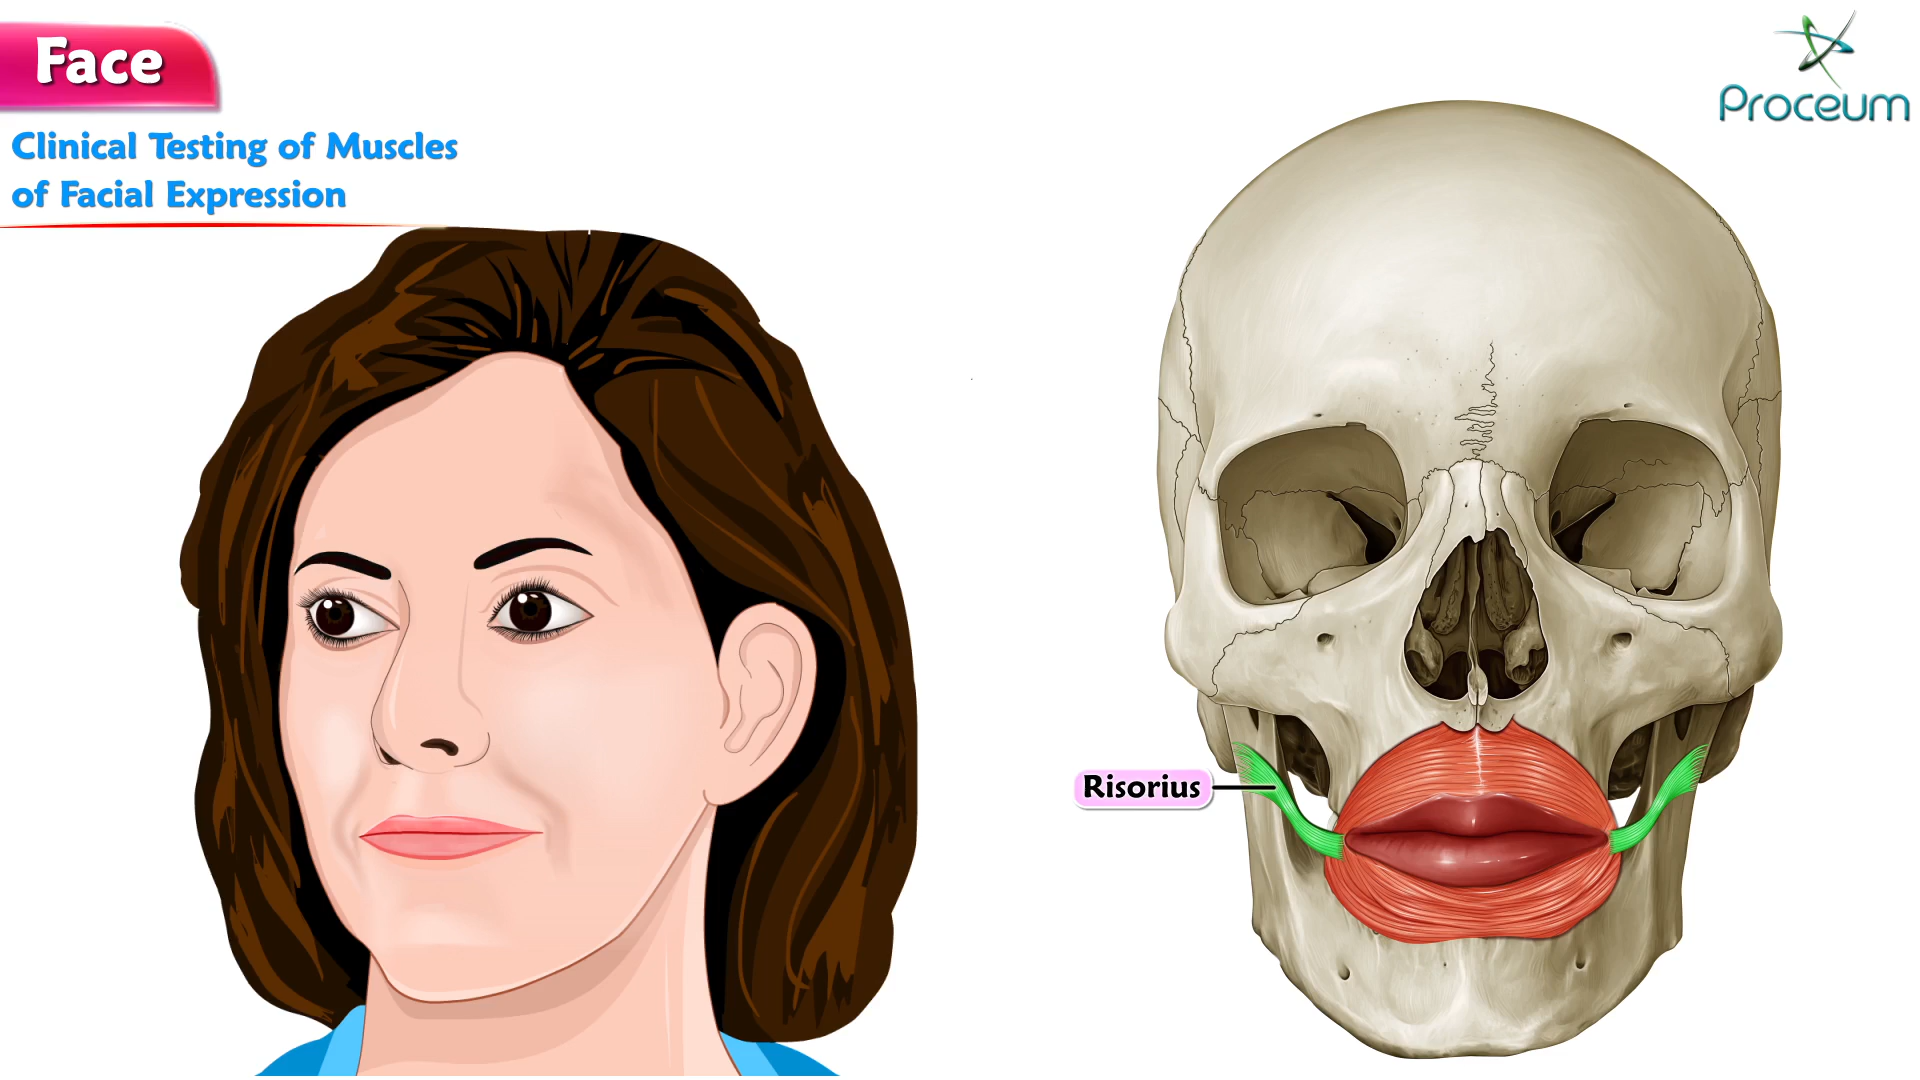 Face
Clinical Testing of Muscles
of Facial Expression
Proceum
Risorius